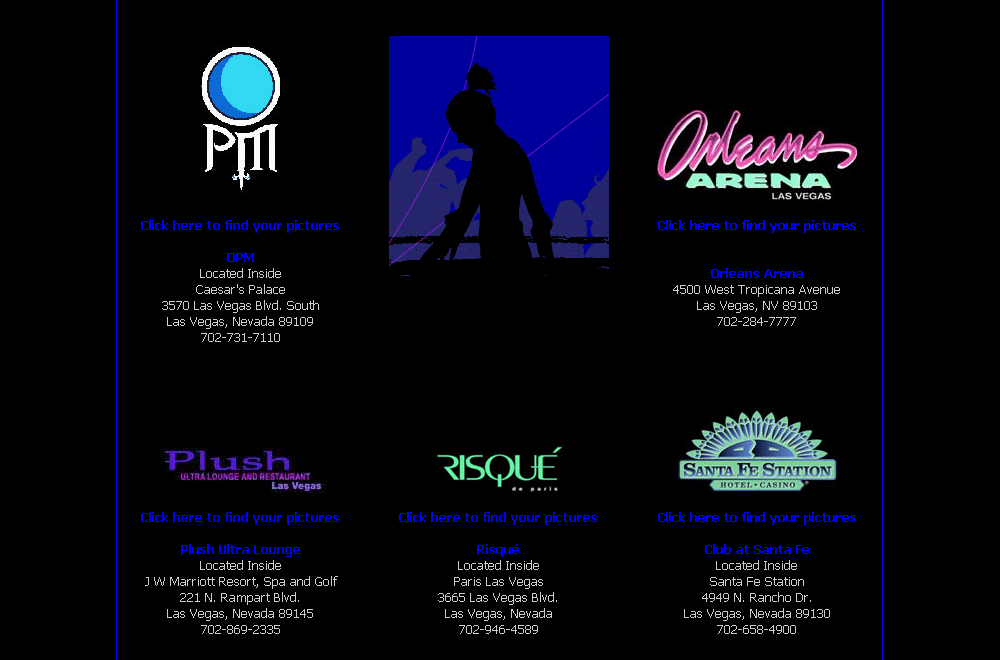 OPM
Click here to find your pictures
OPM
Located Inside
Caesar's Palace
3570 Las Vegas Blvd. South
Las Vegas, Nevada 89109
702-731-7110
Orleans
ARENA
LAS VEGAS
Click here to find your pictures
Orleans Arena
4500 West Tropicana Avenue
Las Vegas, NV 89103
702-284-7777
Plush
ULTRA LOUNGE AND RESTAURANT
Las Vegas
Click here to find your pictures
Plush Ultra Lounge
Located Inside
J W Marriott Resort, Spa and Golf
221 N. Rampart Blvd.
Las Vegas, Nevada 89145
702-869-2335
RISQUÉ
de paris
Click here to find your pictures
Risqué
Located Inside
Paris Las Vegas
3665 Las Vegas Blvd.
Las Vegas, Nevada
702-946-4589
SANTA FE STATION
HOTEL • CASINO
Click here to find your pictures
Club at Santa Fe
Located Inside
Santa Fe Station
4949 N. Rancho Dr.
Las Vegas, Nevada 89130
702-658-4900